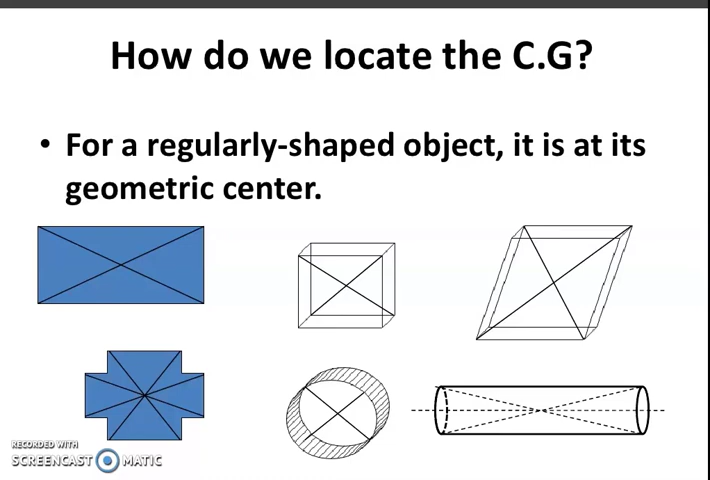 How do we locate the C.G?
• For a regularly-shaped object, it is at its
geometric center.
RECORDED WITH
SCREENCAST MATIC